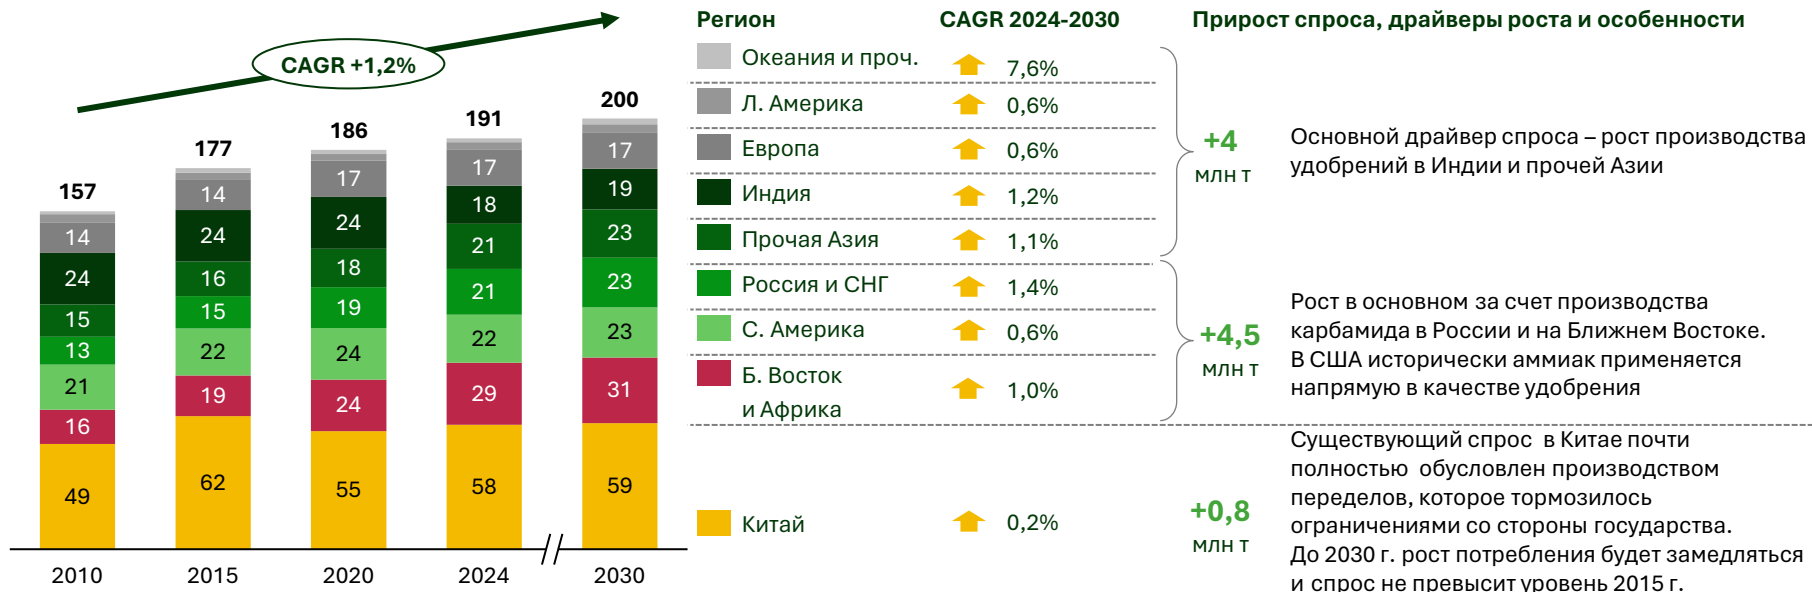 Регион
CAGR 2024-2030
Прирост спроса, драйверы роста и особенности
CAGR +1,2%
157
177
186
191
200
14
24
15
13
21
16
49
14
24
16
15
22
19
62
17
24
18
19
24
24
55
17
18
21
21
22
29
58
17
19
23
23
23
31
59
2010
2015
2020
2024
2030
Океания и проч.
7,6%
Л. Америка
0,6%
Европа
0,6%
Индия
1,2%
Прочая Азия
1,1%
Россия и СНГ
1,4%
С. Америка
0,6%
Б. Восток
и Африка
1,0%
Китай
0,2%
+4
млн т
Основной драйвер спроса – рост производства
удобрений в Индии и прочей Азии
+4,5
млн т
Рост в основном за счет производства
карбамида в России и на Ближнем Востоке.
В США исторически аммиак применяется
напрямую в качестве удобрения
+0,8
млн т
Существующий спрос в Китае почти
полностью обусловлен производством
переделов, которое тормозилось
ограничениями со стороны государства.
До 2030 г. рост потребления будет замедляться
и спрос не превысит уровень 2015 г.